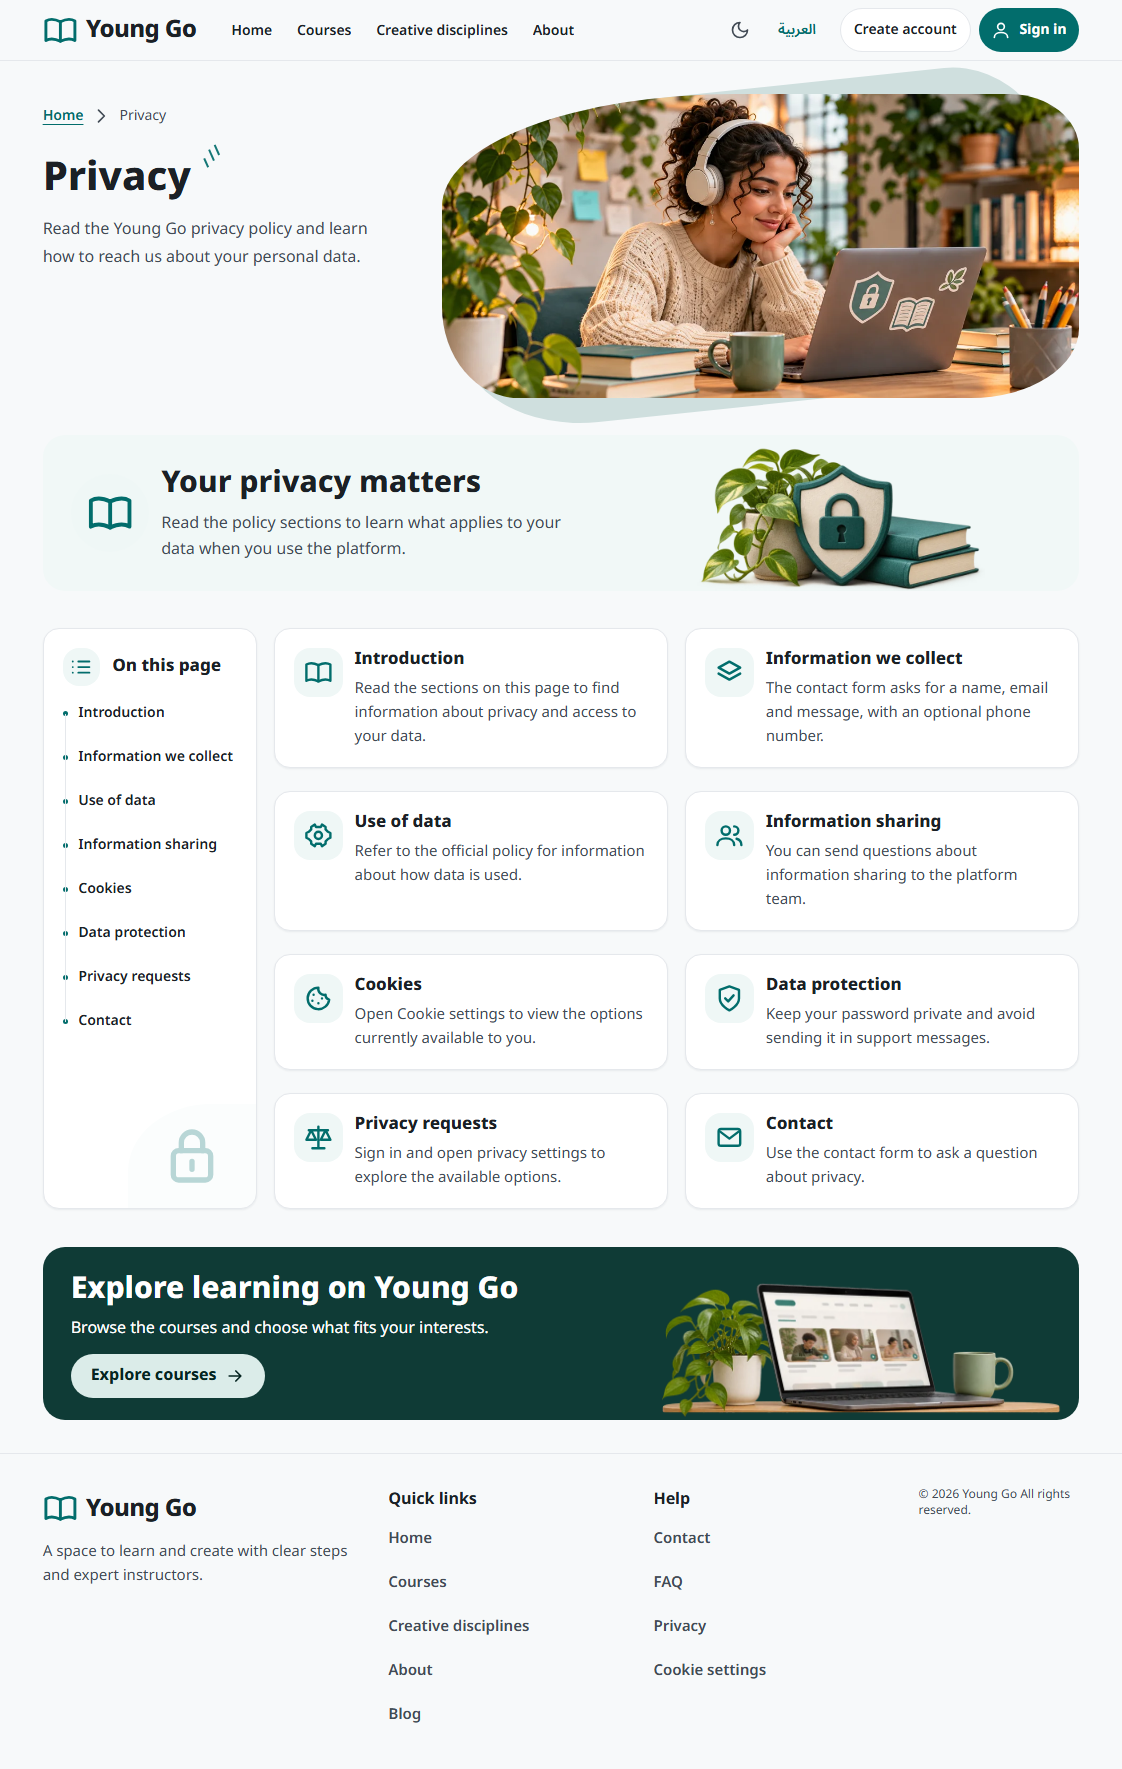 Young Go
Home
Courses
Creative disciplines
About
العربية
Create account
Sign in
Home
Privacy
Privacy
Read the Young Go privacy policy and learn
how to reach us about your personal data.
Your privacy matters
Read the policy sections to learn what applies to your
data when you use the platform.
On this page
Introduction
Information we collect
Use of data
Information sharing
Cookies
Data protection
Privacy requests
Contact
Introduction
Read the sections on this page to find
information about privacy and access to
your data.
Information we collect
The contact form asks for a name, email
and message, with an optional phone
number.
Use of data
Refer to the official policy for information
about how data is used.
Information sharing
You can send questions about
information sharing to the platform
team.
Cookies
Open Cookie settings to view the options
currently available to you.
Data protection
Keep your password private and avoid
sending it in support messages.
Privacy requests
Sign in and open privacy settings to
explore the available options.
Contact
Use the contact form to ask a question
about privacy.
Explore learning on Young Go
Browse the courses and choose what fits your interests.
Explore courses
Young Go
A space to learn and create with clear steps
and expert instructors.
Quick links
Home
Courses
Creative disciplines
About
Blog
Help
Contact
FAQ
Privacy
Cookie settings
© 2026 Young Go All rights
reserved.